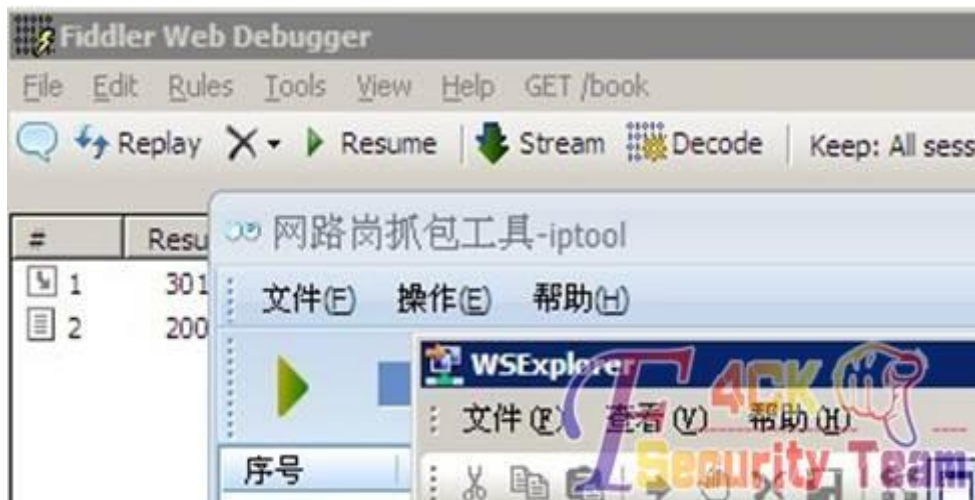 Fiddler Web Debugger
File Edit Rules Tools View Help GET /book
Replay Resume Stream Decode Keep: All sess
# Resu
1 301
2 200
网路岗抓包工具-iptool
文件(F) 操作(E) 帮助(H)
序号
WSExplorer
文件(F) 查看(V) 帮助(H)
T4CK
Security Team